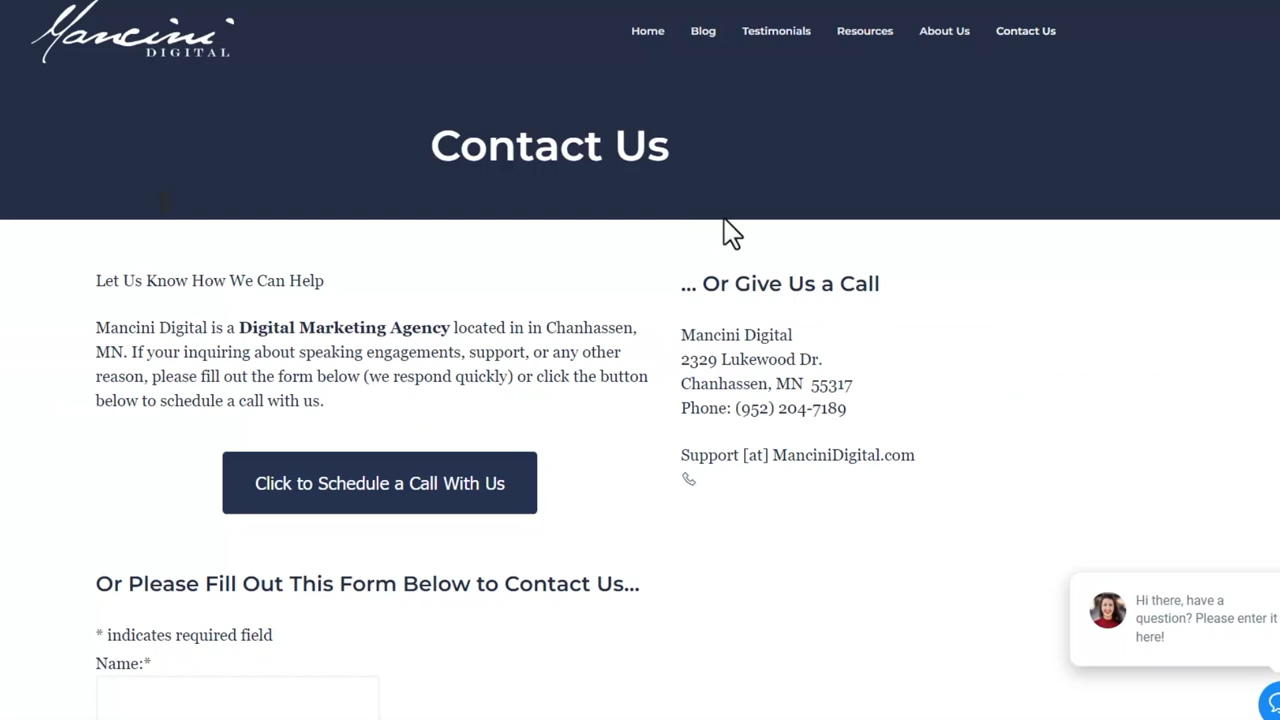 Mancini
DIGITAL
Home Blog Testimonials Resources About Us Contact Us
Contact Us
Let Us Know How We Can Help
Mancini Digital is a Digital Marketing Agency located in in Chanhassen,
MN. If your inquiring about speaking engagements, support, or any other
reason, please fill out the form below (we respond quickly) or click the button
below to schedule a call with us.
Click to Schedule a Call With Us
... Or Give Us a Call
Mancini Digital
2329 Lukewood Dr.
Chanhassen, MN 55317
Phone: (952) 204-7189
Support [at] ManciniDigital.com
Or Please Fill Out This Form Below to Contact Us...
* indicates required field
Name:*
Hi there, have a
question? Please enter it
here!